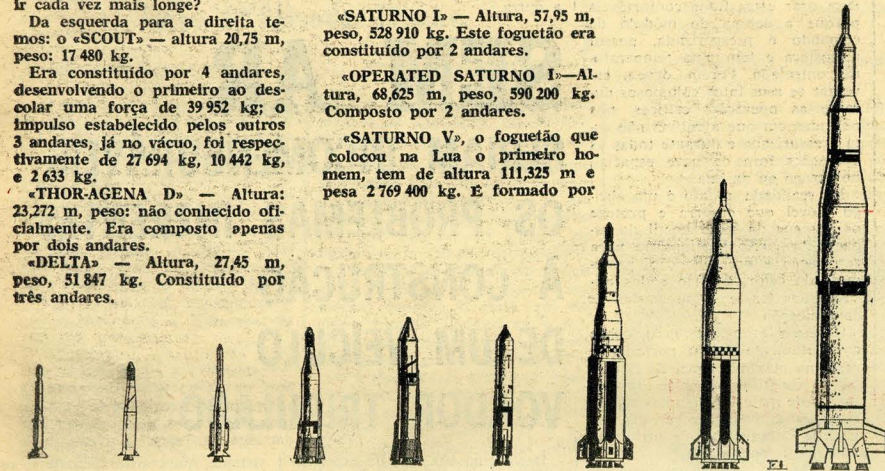 ir cada vez mais longe?
Da esquerda para a direita te-
mos: o «SCOUT» — altura 20,75 m,
peso: 17 480 kg.
Era constituído por 4 andares,
desenvolvendo o primeiro ao des-
colar uma força de 39 952 kg; o
impulso estabelecido pelos outros
3 andares, já no vácuo, foi respec-
tivamente de 27 694 kg, 10 442 kg,
e 2 633 kg.
«THOR-AGENA D» — Altura:
23,272 m, peso: não conhecido ofi-
cialmente. Era composto apenas
por dois andares.
«DELTA» — Altura, 27,45 m,
peso, 51 847 kg. Constituído por
três andares.
«SATURNO I» — Altura, 57,95 m,
peso, 528 910 kg. Este foguetão era
constituído por 2 andares.
«OPERATED SATURNO I»—Al-
tura, 68,625 m, peso, 590 200 kg.
Composto por 2 andares.
«SATURNO V», o foguetão que
colocou na Lua o primeiro ho-
mem, tem de altura 111,325 m e
pesa 2 769 400 kg. É formado por